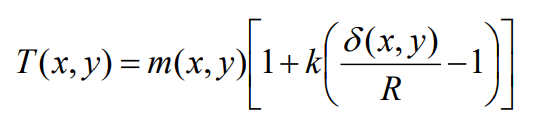 T(x, y) = m(x, y)[1 + k(δ(x, y)/R − 1)]